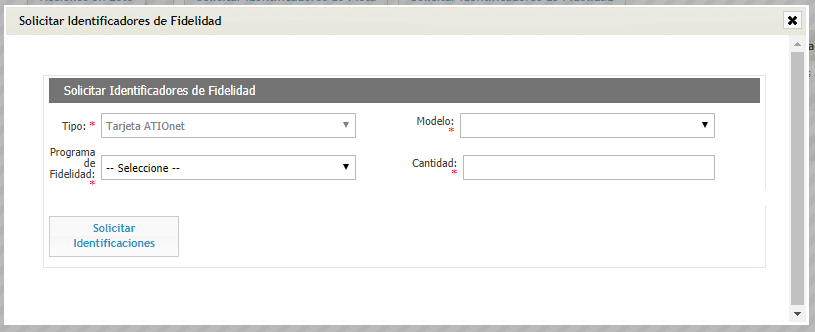 Solicitar Identificadores de Fidelidad
Solicitar Identificadores de Fidelidad
Tipo: * Tarjeta ATIOnet
Modelo: *
Programa de Fidelidad: * -- Seleccione --
Cantidad: *
Solicitar
Identificaciones